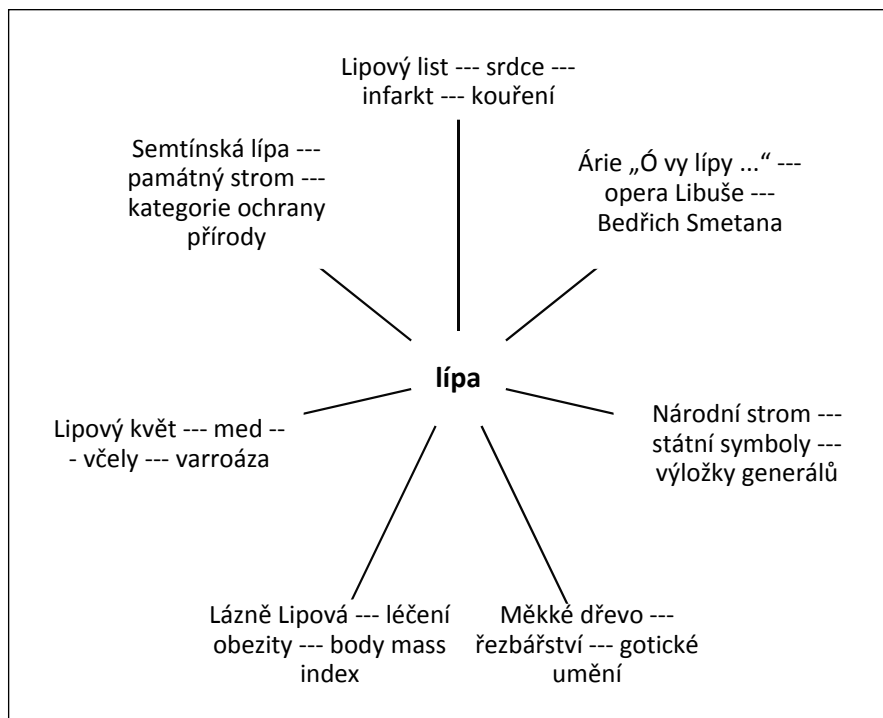 Lipový list --- srdce ---
infarkt --- kouření
Semtínská lípa ---
památný strom ---
kategorie ochrany
přírody
Árie „Ó vy lípy ...“ ---
opera Libuše ---
Bedřich Smetana
lípa
Lipový květ --- med --
- včely --- varroáza
Národní strom ---
státní symboly ---
výložky generálů
Lázně Lipová --- léčení
obezity --- body mass
index
Měkké dřevo ---
řezbářství --- gotické
umění